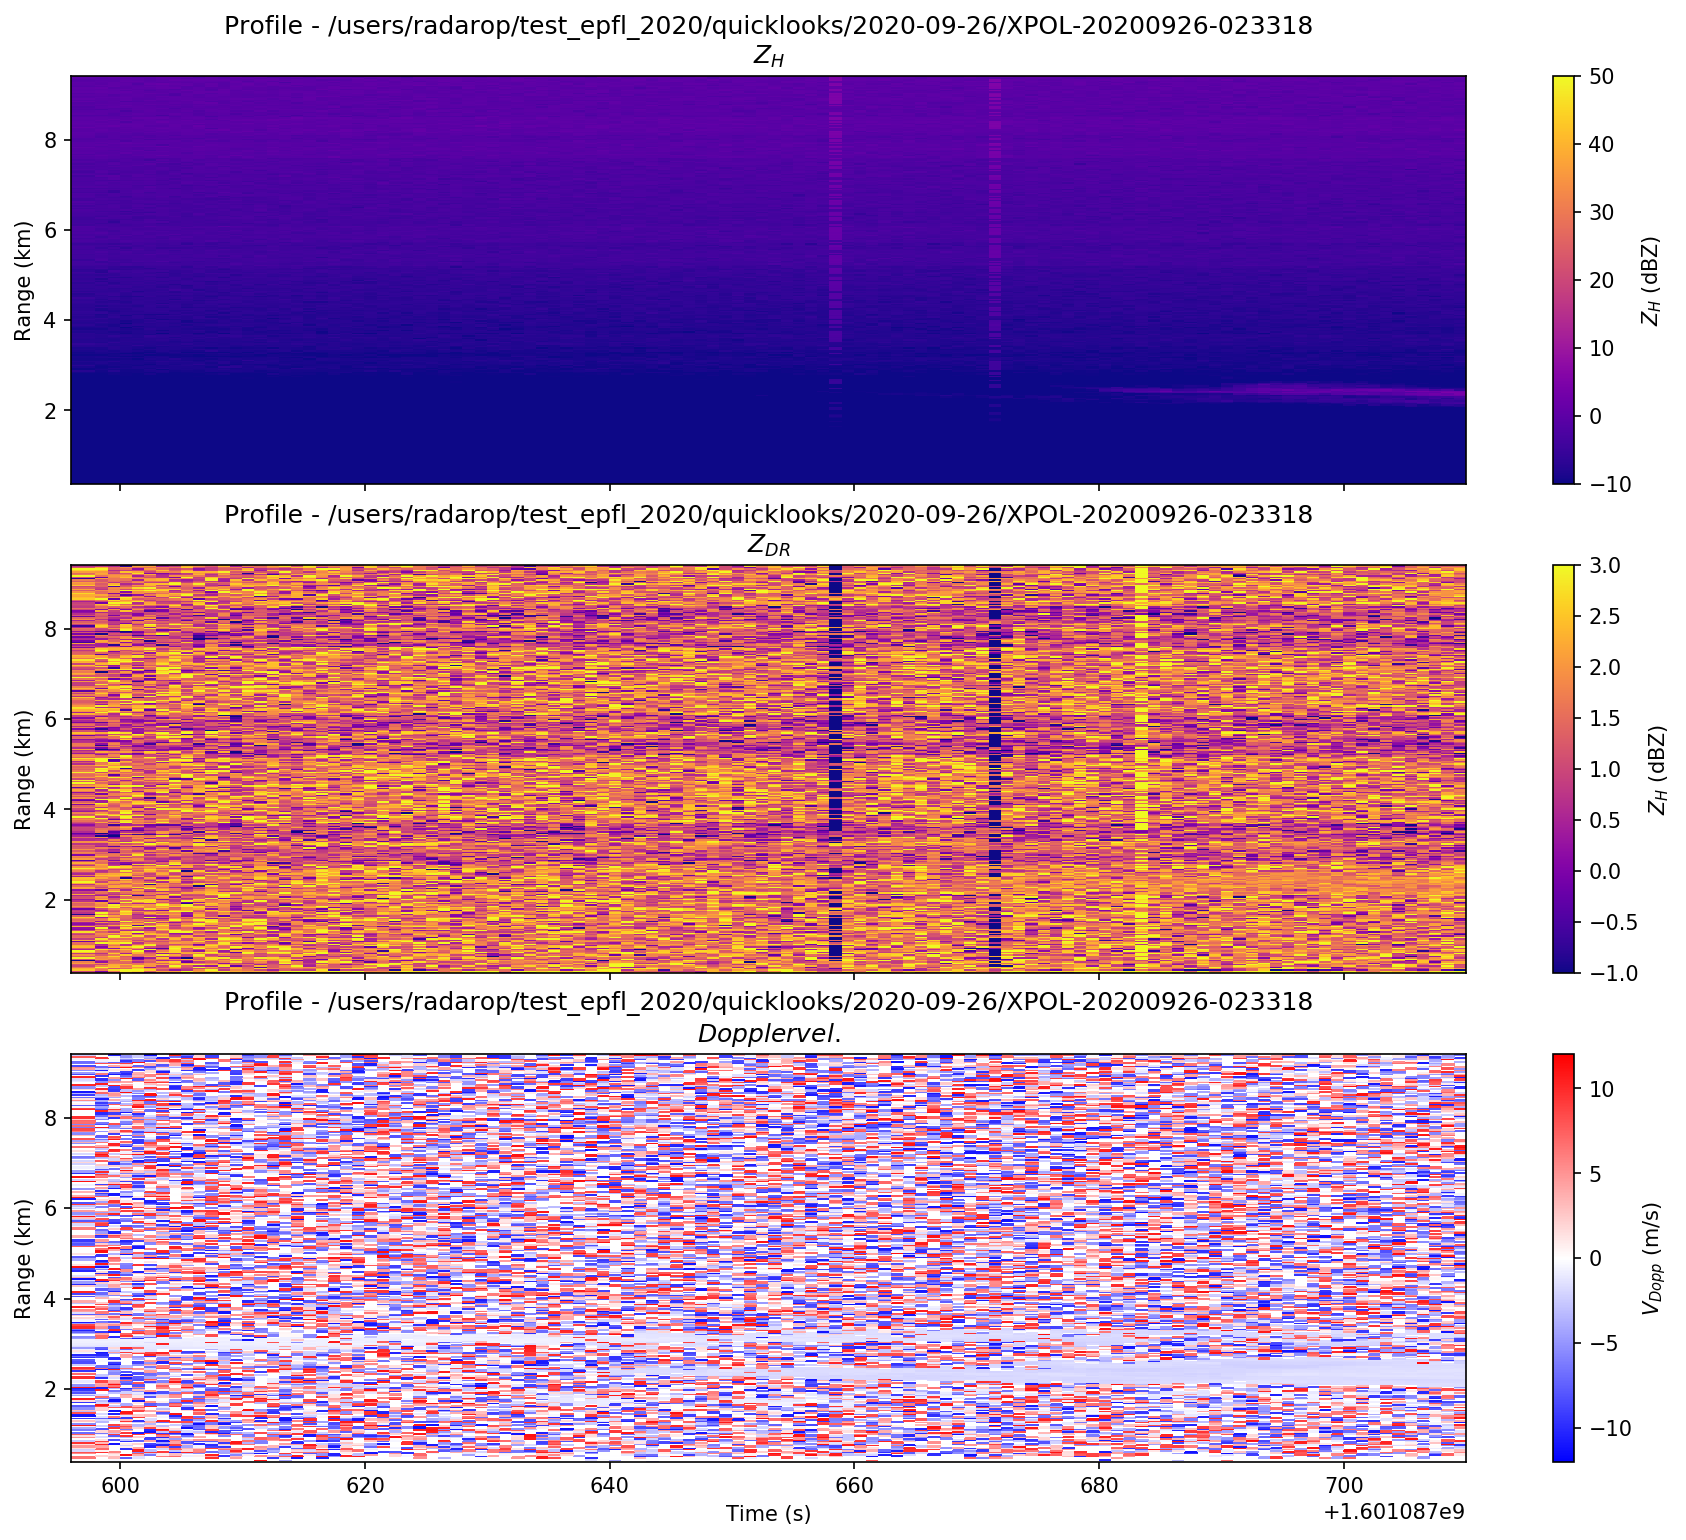 Profile - /users/radarop/test_epfl_2020/quicklooks/2020-09-26/XPOL-20200926-023318
Z_H
Range (km)
8
6
4
2
50
40
30
20
10
0
−10
Z_H (dBZ)
Profile - /users/radarop/test_epfl_2020/quicklooks/2020-09-26/XPOL-20200926-023318
Z_DR
Range (km)
8
6
4
2
3.0
2.5
2.0
1.5
1.0
0.5
0.0
−0.5
−1.0
Z_H (dBZ)
Profile - /users/radarop/test_epfl_2020/quicklooks/2020-09-26/XPOL-20200926-023318
Dopplervel.
Range (km)
8
6
4
2
600 620 640 660 680 700
Time (s)
+1.601087e9
10
5
0
−5
−10
V_Dopp (m/s)